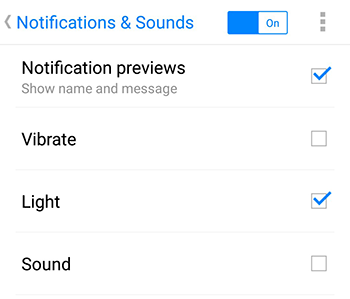 Notifications & Sounds On
Notification previews
Show name and message
Vibrate
Light
Sound